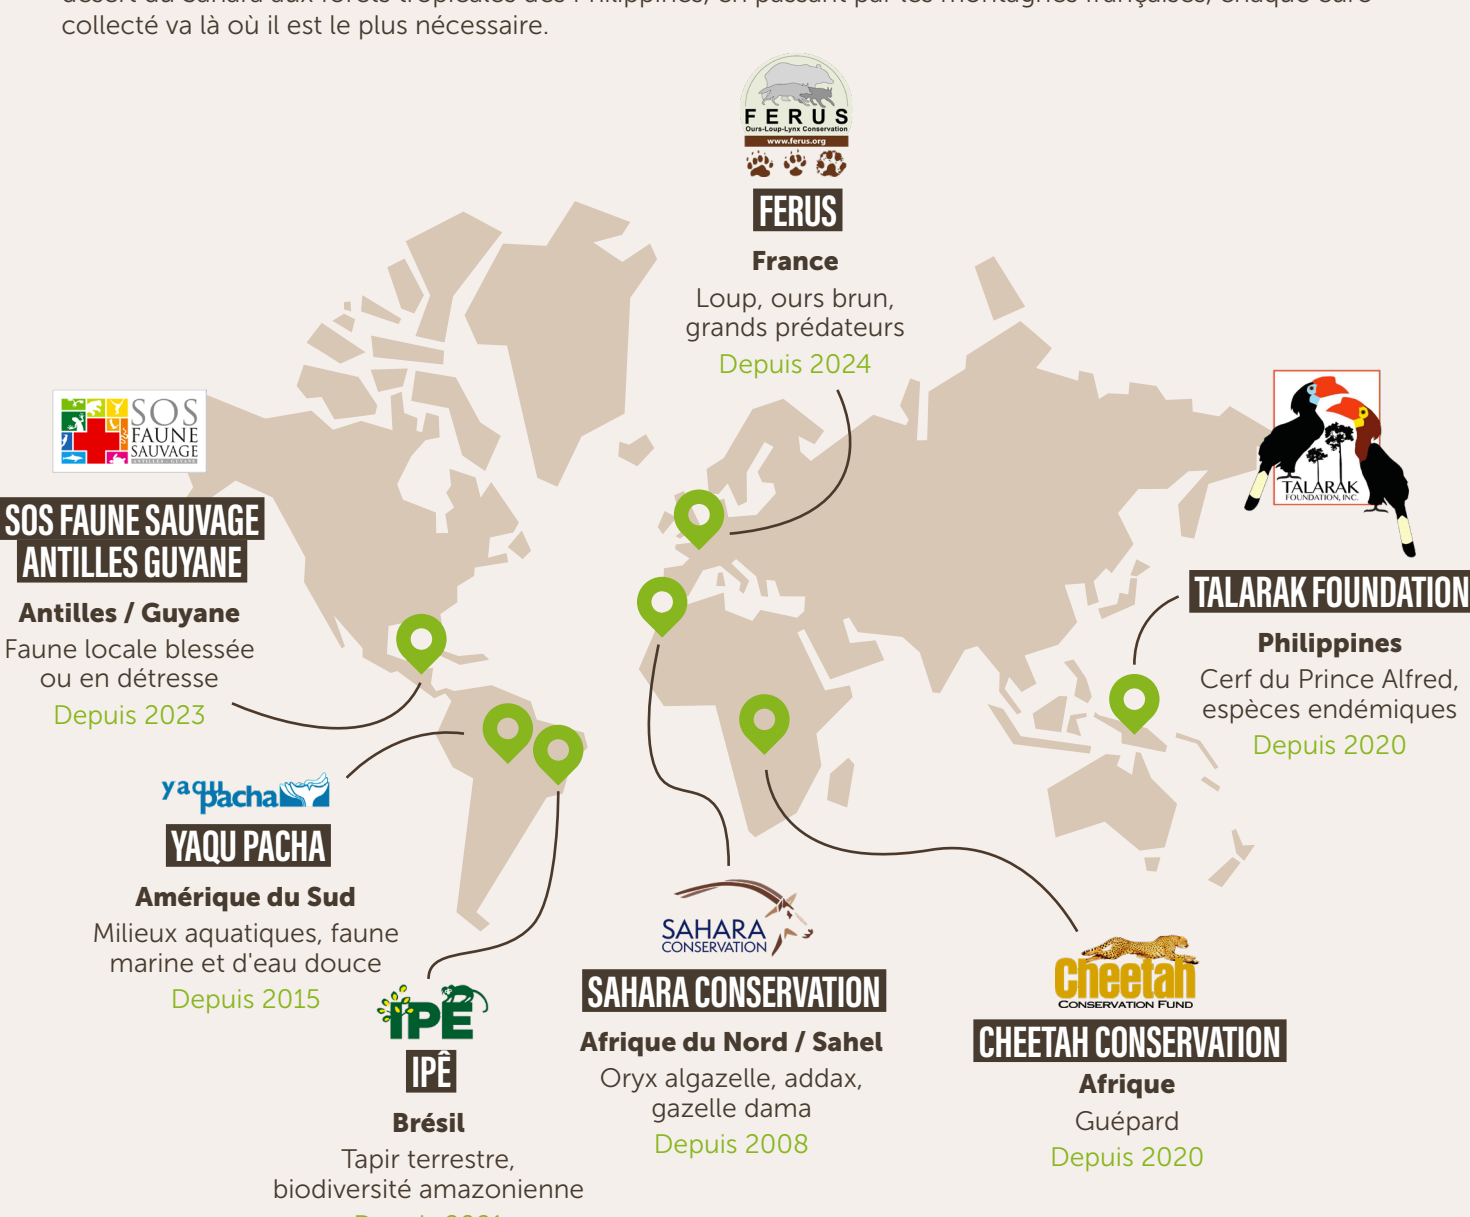 collecté va là où il est le plus nécessaire.
FERUS
Ours-Loup-Lynx Conservation
www.ferus.org
FERUS
France
Loup, ours brun,
grands prédateurs
Depuis 2024
SOS
FAUNE
SAUVAGE
ANTILLES GUYANE
SOS FAUNE SAUVAGE
ANTILLES GUYANE
Antilles / Guyane
Faune locale blessée
ou en détresse
Depuis 2023
TALARAK
FOUNDATION, INC.
TALARAK FOUNDATION
Philippines
Cerf du Prince Alfred,
espèces endémiques
Depuis 2020
yaqu
pacha
YAQU PACHA
Amérique du Sud
Milieux aquatiques, faune
marine et d'eau douce
Depuis 2015
IPÊ
IPÊ
Brésil
Tapir terrestre,
biodiversité amazonienne
SAHARA
CONSERVATION
SAHARA CONSERVATION
Afrique du Nord / Sahel
Oryx algazelle, addax,
gazelle dama
Depuis 2008
Cheetah
CONSERVATION FUND
CHEETAH CONSERVATION
Afrique
Guépard
Depuis 2020